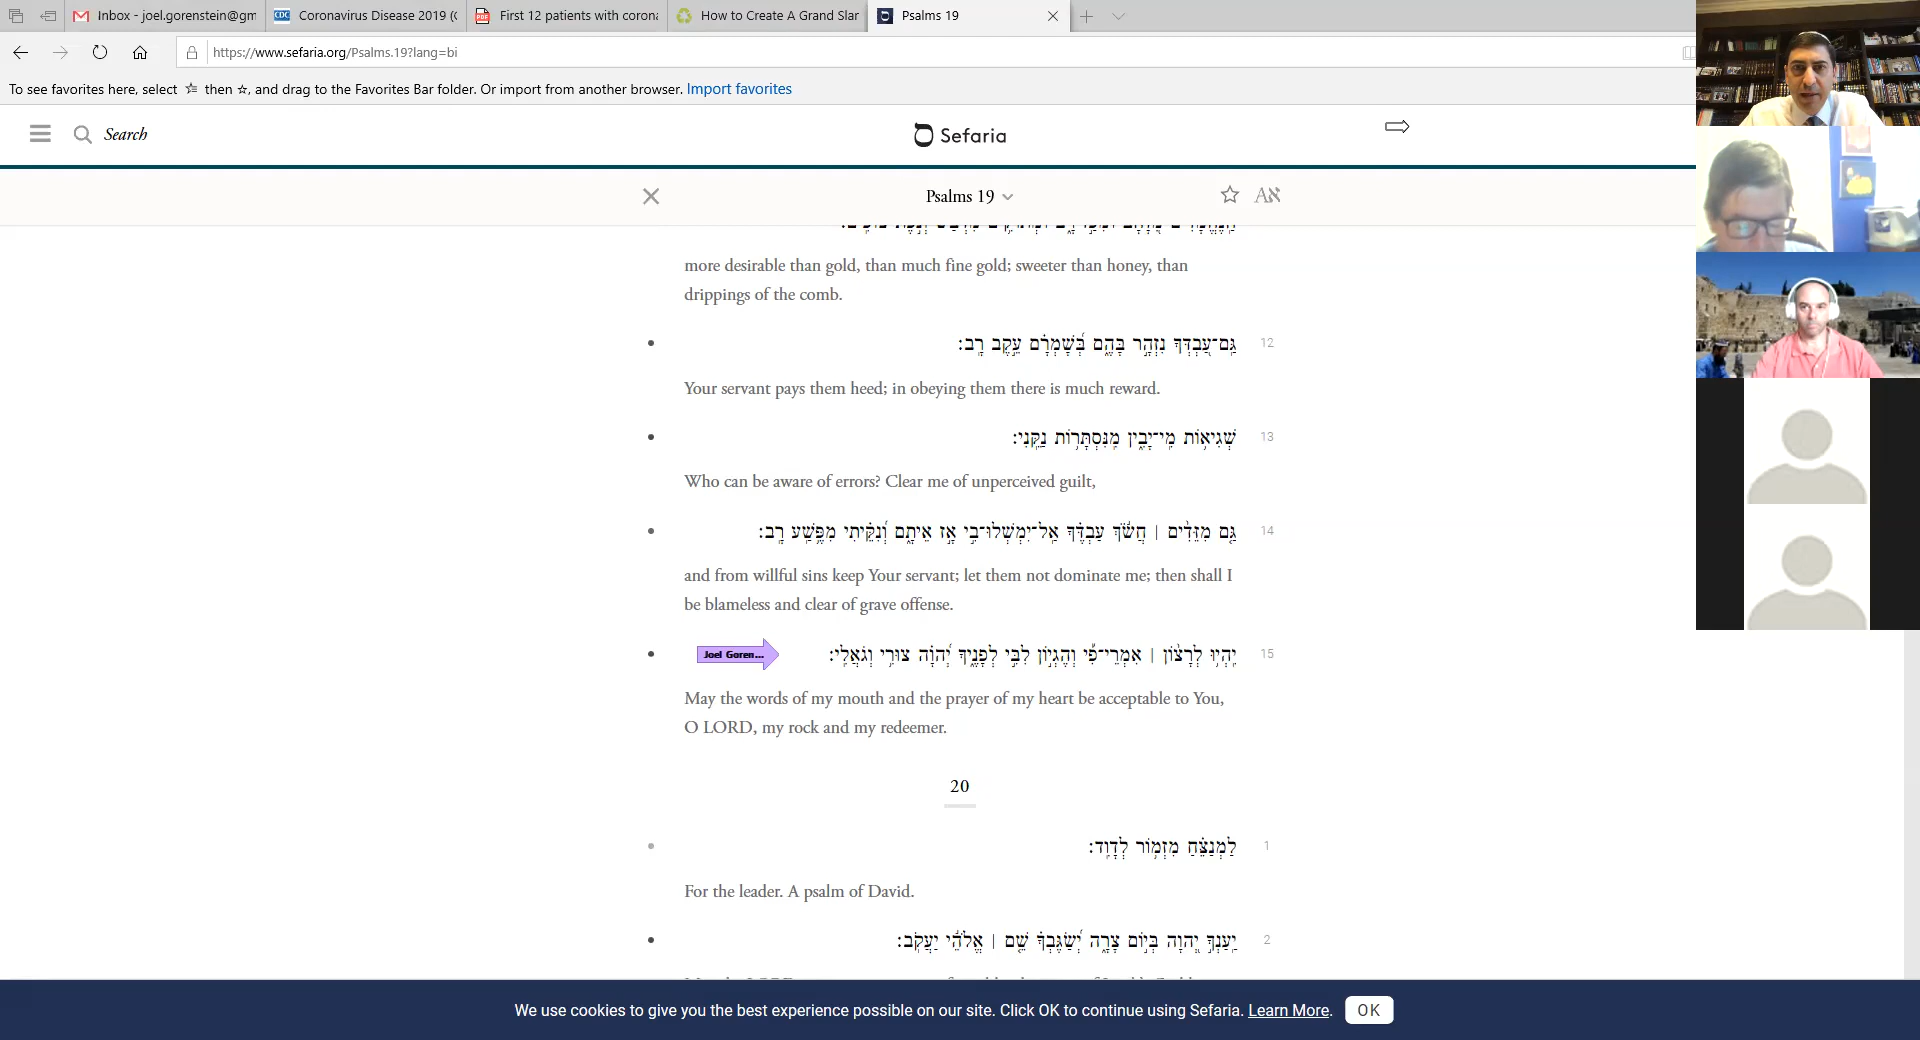 Inbox - joel.gorenstein@gm
CDC
Coronavirus Disease 2019 (C
PDF
First 12 patients with corona
How to Create A Grand Slar
Psalms 19
https://www.sefaria.org/Psalms.19?lang=bi
To see favorites here, select then , and drag to the Favorites Bar folder. Or import from another browser. Import favorites
Search
Sefaria
Psalms 19
Aא
more desirable than gold, than much fine gold; sweeter than honey, than
drippings of the comb.
גַּֽם־עַ֭בְדְּךָ נִזְהָ֣ר בָּהֶ֑ם בְּ֝שָׁמְרָ֗ם עֵ֣קֶב רָֽב׃
12
Your servant pays them heed; in obeying them there is much reward.
שְׁגִיא֥וֹת מִֽי־יָבִ֑ין מִֽנִּסְתָּר֥וֹת נַקֵּֽנִי׃
13
Who can be aware of errors? Clear me of unperceived guilt,
גַּ֤ם מִזֵּדִ֨ים ׀ חֲשֹׂ֬ךְ עַבְדֶּ֗ךָ אַֽל־יִמְשְׁלוּ־בִ֣י אָ֣ז אֵיתָ֑ם וְ֝נִקֵּ֗יתִי מִפֶּ֥שַֽׁע רָֽב׃
14
and from willful sins keep Your servant; let them not dominate me; then shall I
be blameless and clear of grave offense.
Joel Goren...
יִֽהְי֥וּ לְרָצ֨וֹן ׀ אִמְרֵי־פִ֡י וְהֶגְי֣וֹן לִבִּ֣י לְפָנֶ֑יךָ יְ֝הוָ֗ה צוּרִ֥י וְגֹאֲלִֽי׃
15
May the words of my mouth and the prayer of my heart be acceptable to You,
O LORD, my rock and my redeemer.
20
לַמְנַצֵּ֗חַ מִזְמ֥וֹר לְדָוִֽד׃
1
For the leader. A psalm of David.
יַֽעַנְךָ֣ יְ֭הוָה בְּי֣וֹם צָרָ֑ה יְ֝שַׂגֶּבְךָ֗ שֵׁ֤ם ׀ אֱלֹהֵ֬י יַעֲקֹֽב׃
2
We use cookies to give you the best experience possible on our site. Click OK to continue using Sefaria. Learn More.
OK